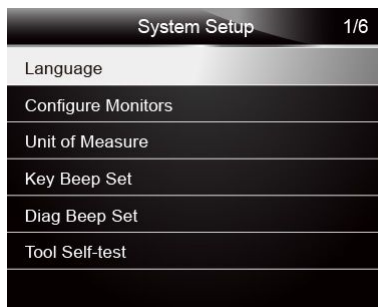 System Setup 1/6
Language
Configure Monitors
Unit of Measure
Key Beep Set
Diag Beep Set
Tool Self-test